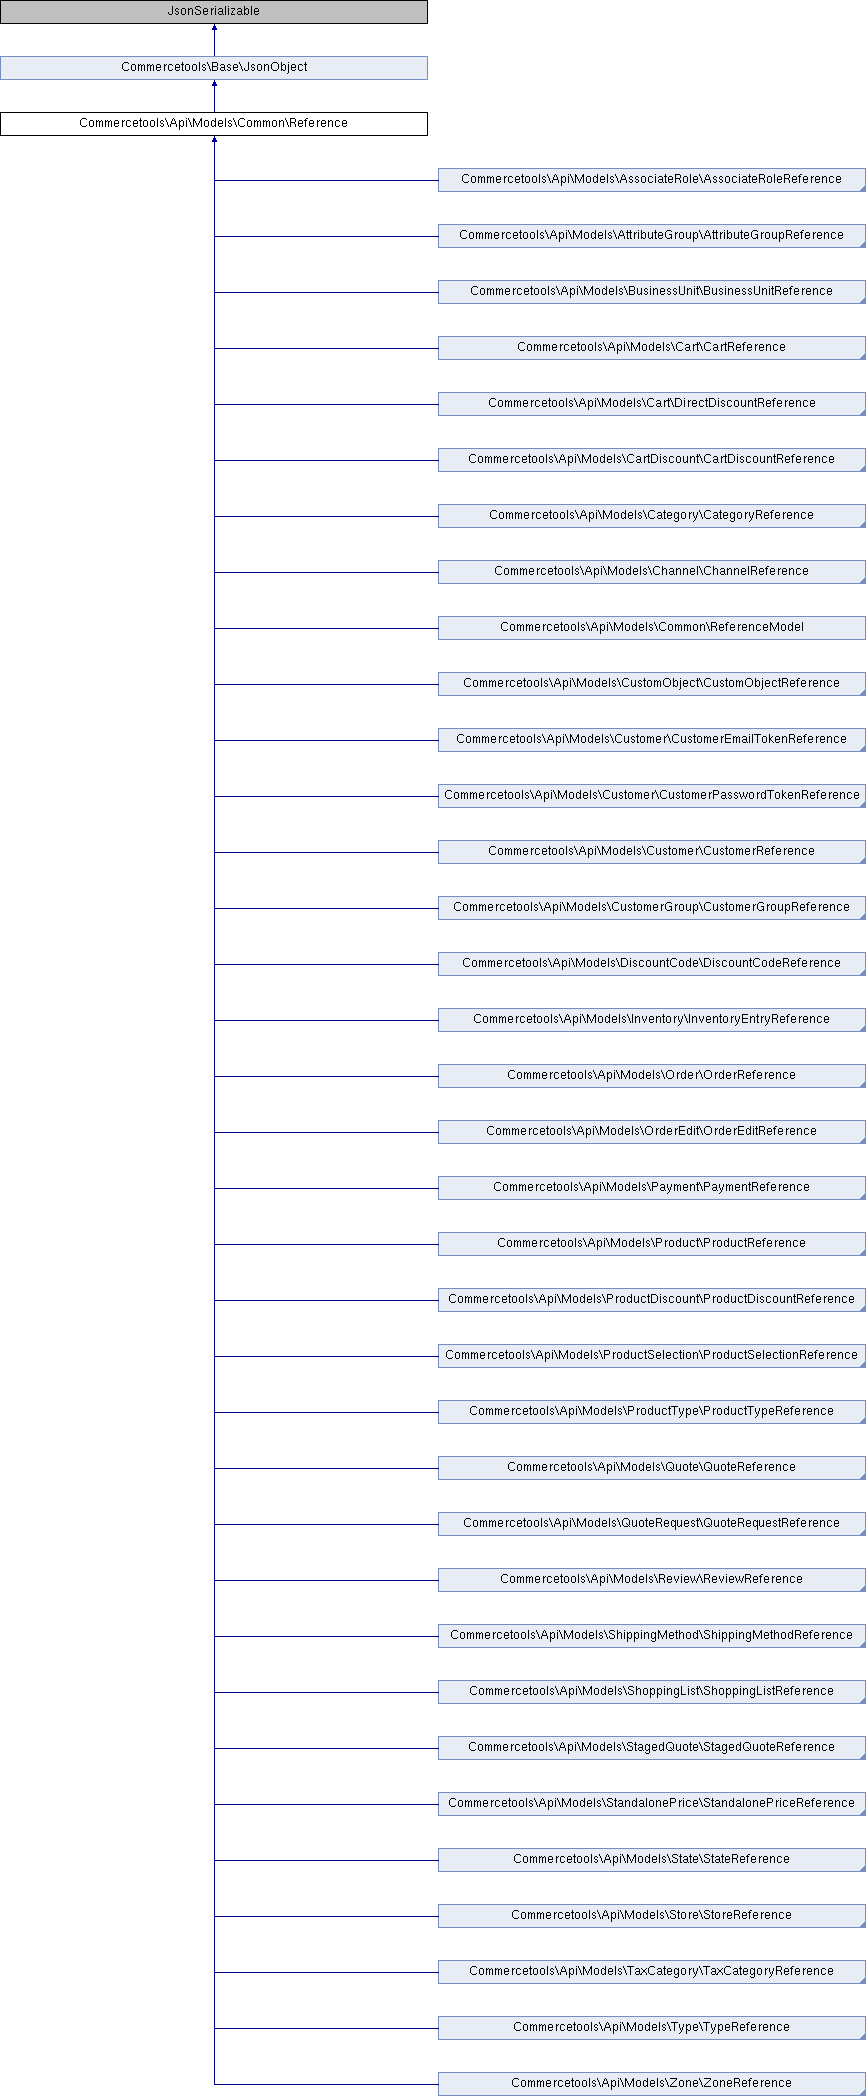 JsonSerializable
Commercetools\Base\JsonObject
Commercetools\Api\Models\Common\Reference
Commercetools\Api\Models\AssociateRole\AssociateRoleReference
Commercetools\Api\Models\AttributeGroup\AttributeGroupReference
Commercetools\Api\Models\BusinessUnit\BusinessUnitReference
Commercetools\Api\Models\Cart\CartReference
Commercetools\Api\Models\Cart\DirectDiscountReference
Commercetools\Api\Models\CartDiscount\CartDiscountReference
Commercetools\Api\Models\Category\CategoryReference
Commercetools\Api\Models\Channel\ChannelReference
Commercetools\Api\Models\Common\ReferenceModel
Commercetools\Api\Models\CustomObject\CustomObjectReference
Commercetools\Api\Models\Customer\CustomerEmailTokenReference
Commercetools\Api\Models\Customer\CustomerPasswordTokenReference
Commercetools\Api\Models\Customer\CustomerReference
Commercetools\Api\Models\CustomerGroup\CustomerGroupReference
Commercetools\Api\Models\DiscountCode\DiscountCodeReference
Commercetools\Api\Models\Inventory\InventoryEntryReference
Commercetools\Api\Models\Order\OrderReference
Commercetools\Api\Models\OrderEdit\OrderEditReference
Commercetools\Api\Models\Payment\PaymentReference
Commercetools\Api\Models\Product\ProductReference
Commercetools\Api\Models\ProductDiscount\ProductDiscountReference
Commercetools\Api\Models\ProductSelection\ProductSelectionReference
Commercetools\Api\Models\ProductType\ProductTypeReference
Commercetools\Api\Models\Quote\QuoteReference
Commercetools\Api\Models\QuoteRequest\QuoteRequestReference
Commercetools\Api\Models\Review\ReviewReference
Commercetools\Api\Models\ShippingMethod\ShippingMethodReference
Commercetools\Api\Models\ShoppingList\ShoppingListReference
Commercetools\Api\Models\StagedQuote\StagedQuoteReference
Commercetools\Api\Models\StandalonePrice\StandalonePriceReference
Commercetools\Api\Models\State\StateReference
Commercetools\Api\Models\Store\StoreReference
Commercetools\Api\Models\TaxCategory\TaxCategoryReference
Commercetools\Api\Models\Type\TypeReference
Commercetools\Api\Models\Zone\ZoneReference